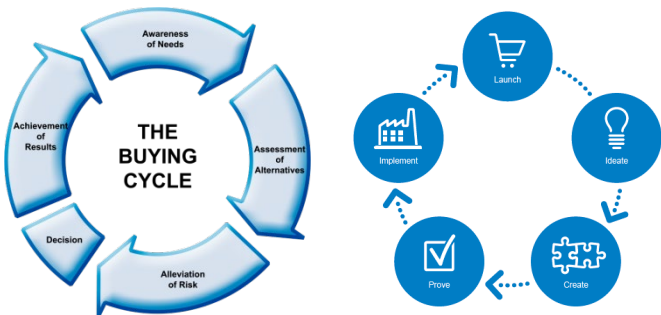 Awareness
of Needs
Assessment
of
Alternatives
Alleviation
of Risk
Decision
Achievement
of
Results
THE
BUYING
CYCLE
Launch
Ideate
Create
Prove
Implement